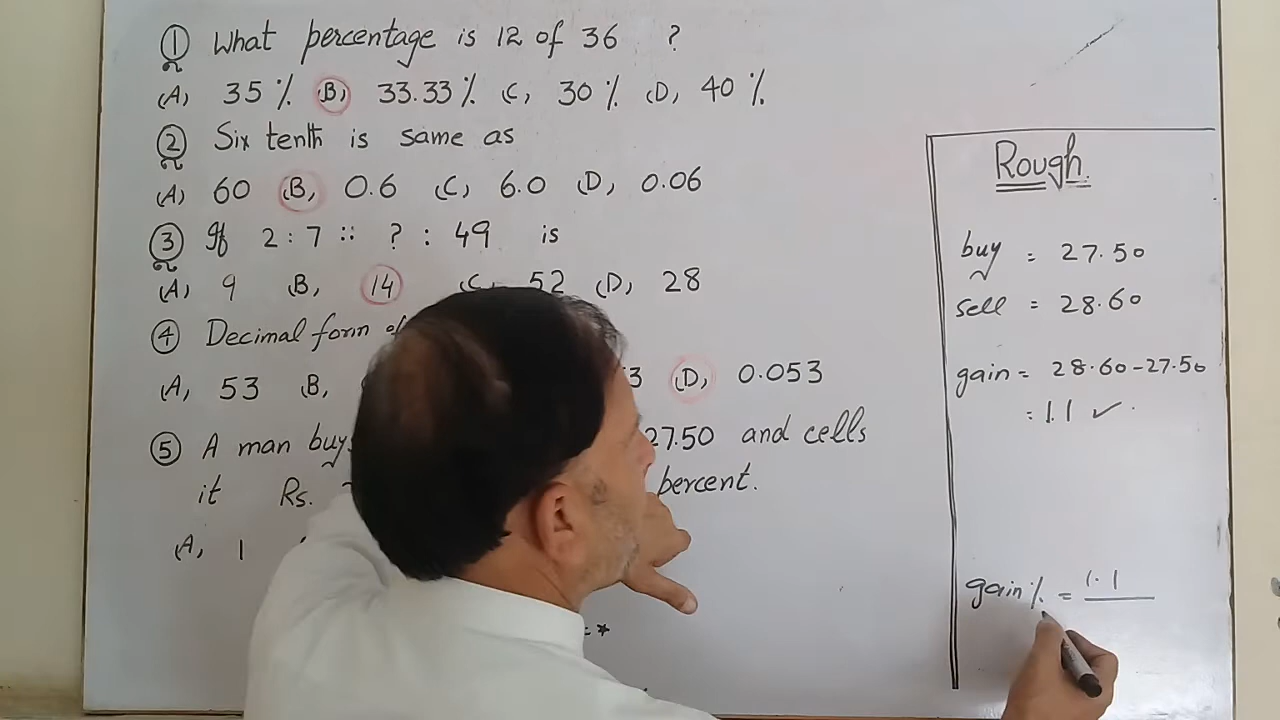 ① What percentage is 12 of 36 ?
(A) 35 % (B) 33.33 % (C, 30 % (D, 40 %
② Six tenth is same as
(A) 60 (B, 0.6 (C, 6.0 (D, 0.06
③ If 2 : 7 :: ? : 49 is
(A) 9 (B, 14 (C, 52 (D, 28
④ Decimal form of
(A, 53 (B, 3 (D, 0.053
⑤ A man buys 27.50 and cells
it Rs. percent.
(A, 1
Rough.
buy = 27.50
sell = 28.60
gain = 28.60-27.50
= 1.1 ✓
gain % = 1.1